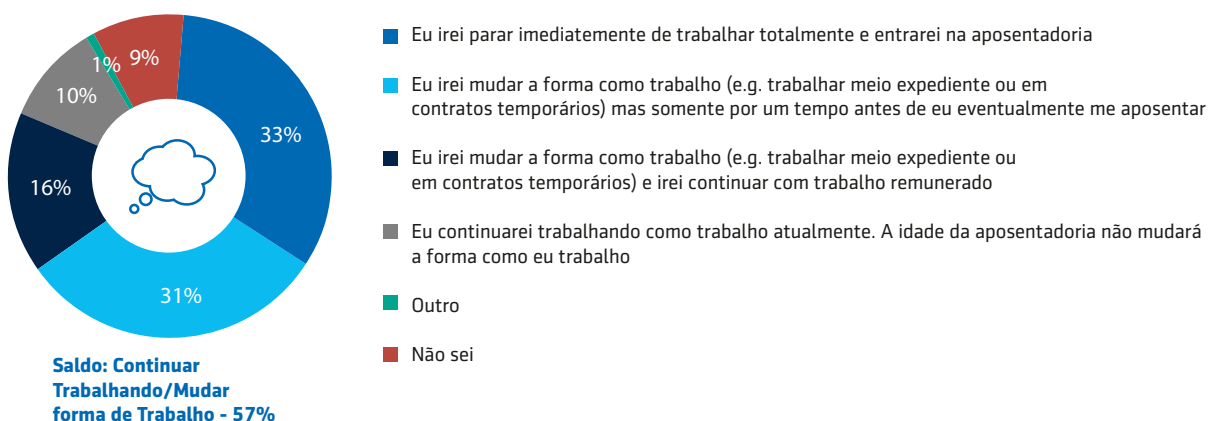 1%
9%
10%
33%
16%
31%
Saldo: Continuar
Trabalhando/Mudar
forma de Trabalho - 57%
Eu irei parar imediatemente de trabalhar totalmente e entrarei na aposentadoria
Eu irei mudar a forma como trabalho (e.g. trabalhar meio expediente ou em
contratos temporários) mas somente por um tempo antes de eu eventualmente me aposentar
Eu irei mudar a forma como trabalho (e.g. trabalhar meio expediente ou
em contratos temporários) e irei continuar com trabalho remunerado
Eu continuarei trabalhando como trabalho atualmente. A idade da aposentadoria não mudará
a forma como eu trabalho
Outro
Não sei